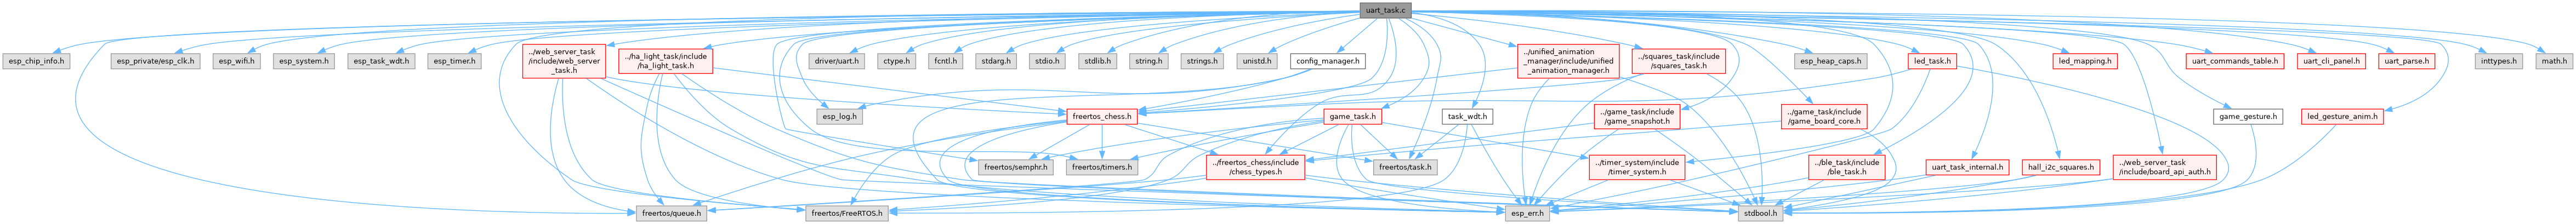 uart_task.c
esp_chip_info.h
esp_private/esp_clk.h
esp_wifi.h
esp_system.h
esp_task_wdt.h
esp_timer.h
../web_server_task
/include/web_server
_task.h
../ha_light_task/include
/ha_light_task.h
driver/uart.h
ctype.h
fcntl.h
stdarg.h
stdio.h
stdlib.h
string.h
strings.h
unistd.h
config_manager.h
../unified_animation
_manager/include/unified
_animation_manager.h
../squares_task/include
/squares_task.h
esp_heap_caps.h
led_task.h
led_mapping.h
uart_commands_table.h
uart_cli_panel.h
uart_parse.h
inttypes.h
math.h
esp_log.h
freertos_chess.h
game_task.h
task_wdt.h
../game_task/include
/game_snapshot.h
../game_task/include
/game_board_core.h
game_gesture.h
led_gesture_anim.h
freertos/semphr.h
freertos/timers.h
../freertos_chess/include
/chess_types.h
freertos/task.h
../timer_system/include
/timer_system.h
../ble_task/include
/ble_task.h
uart_task_internal.h
hall_i2c_squares.h
../web_server_task
/include/board_api_auth.h
freertos/queue.h
freertos/FreeRTOS.h
esp_err.h
stdbool.h